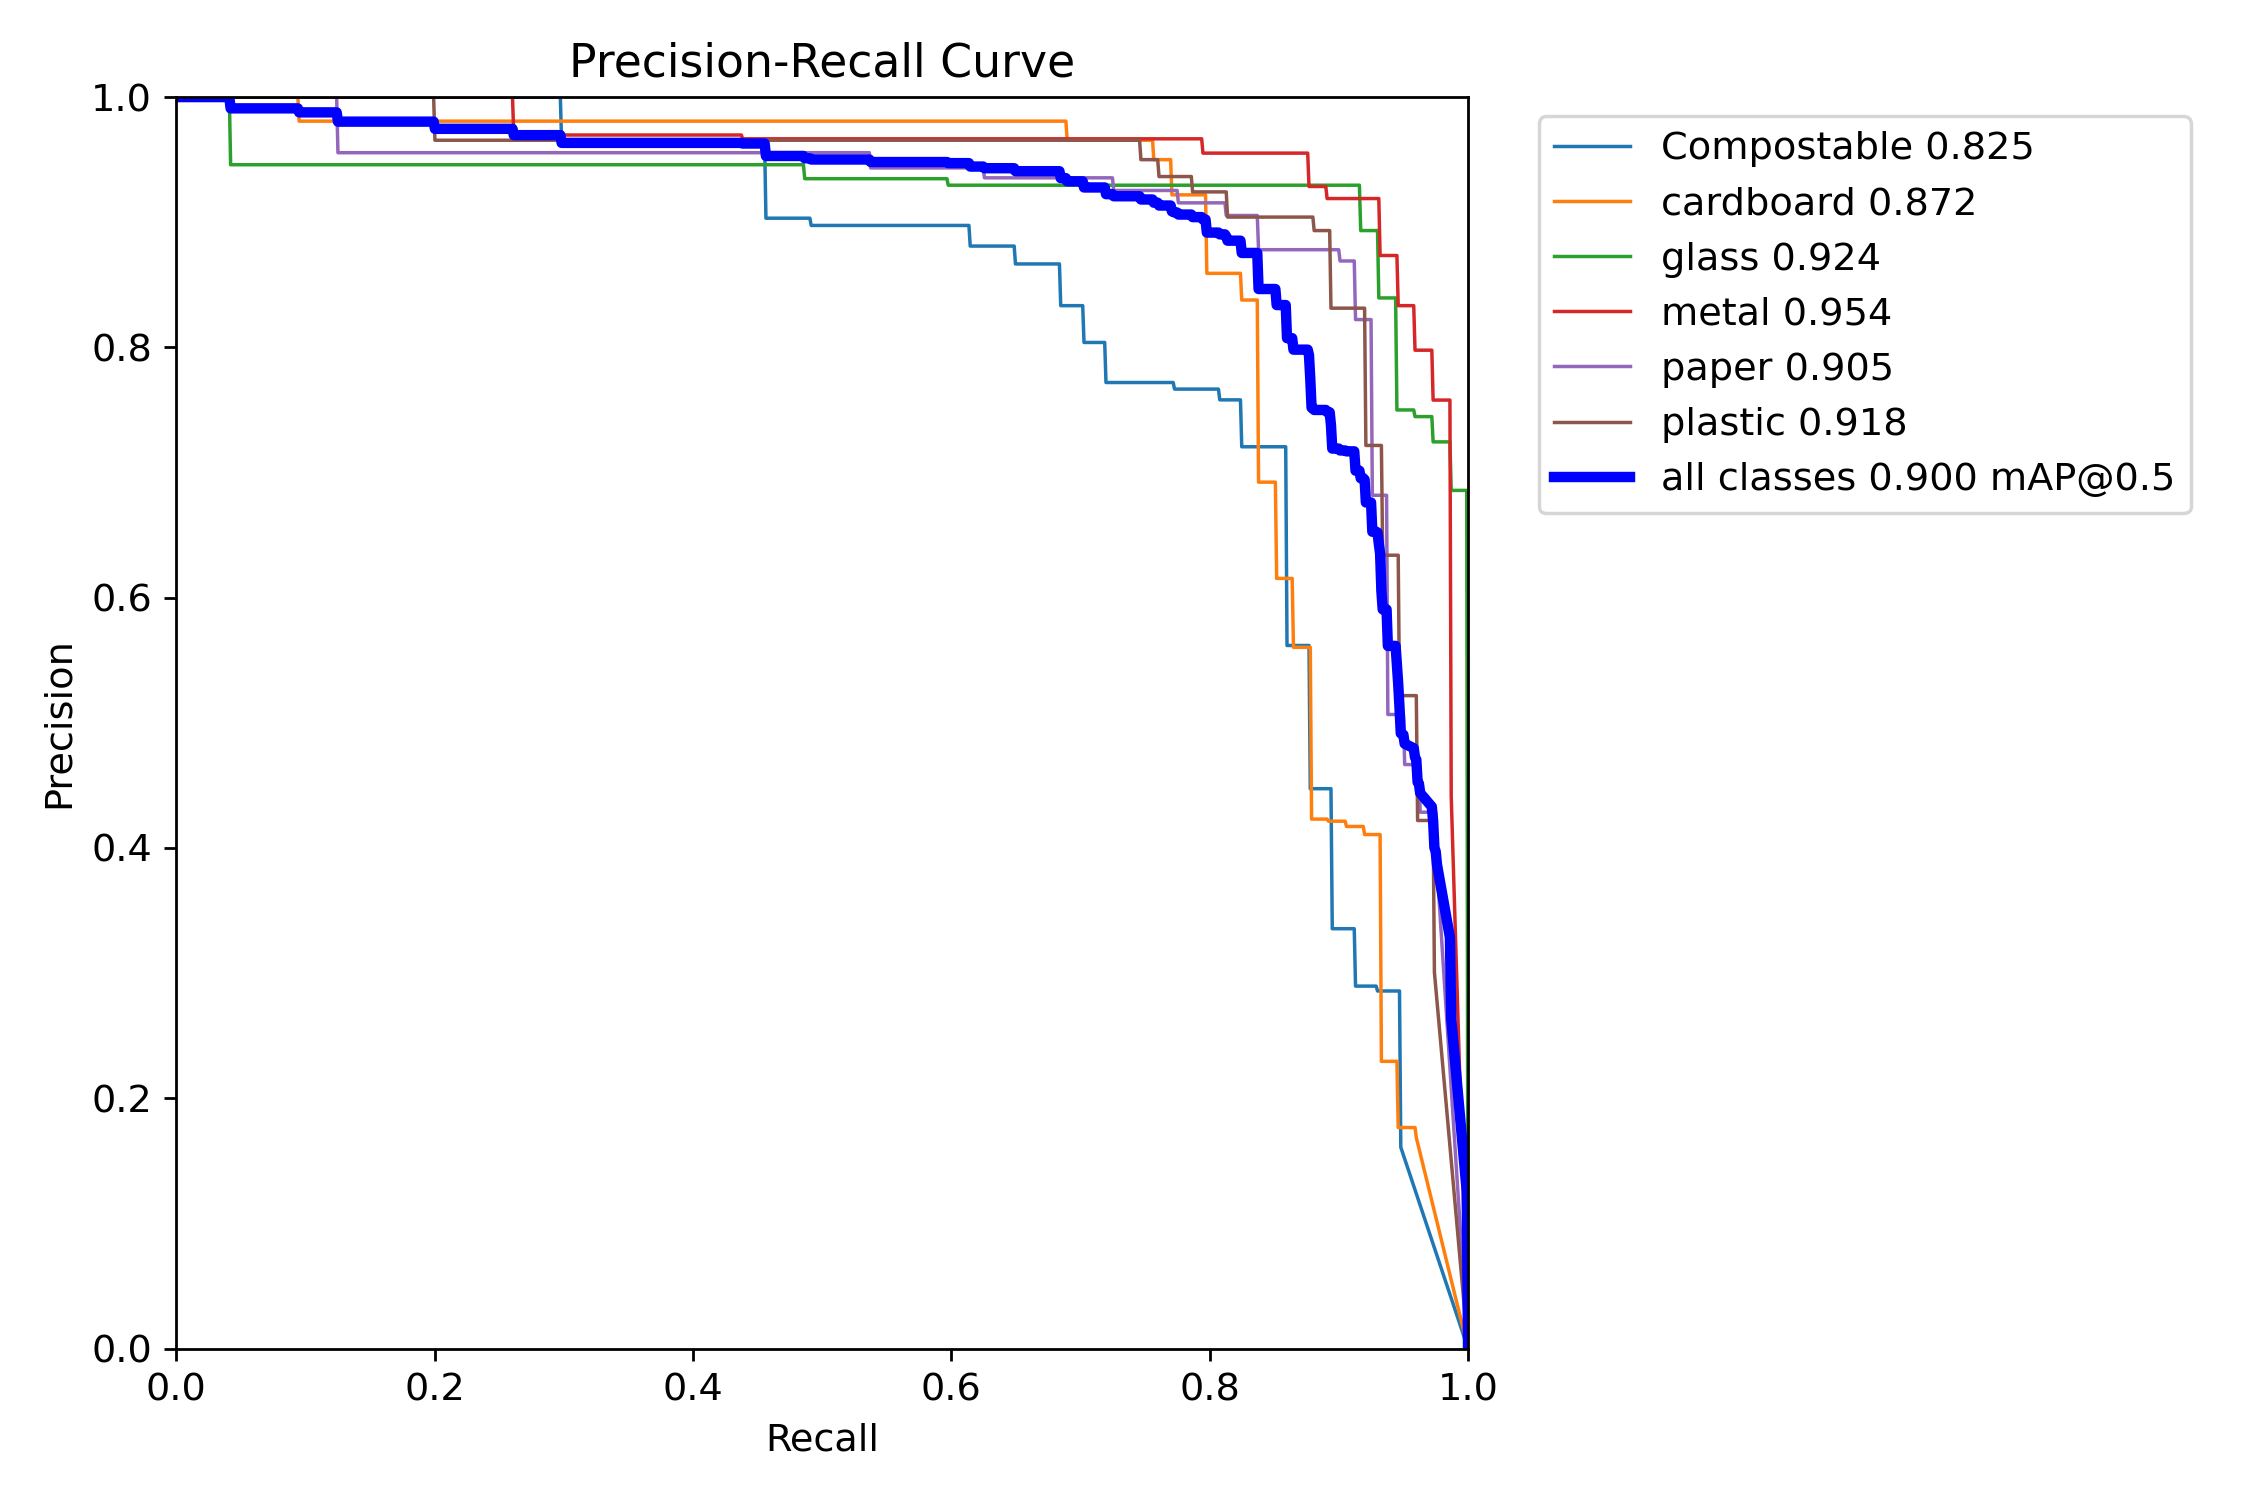 Precision-Recall Curve
1.0
0.8
0.6
0.4
0.2
0.0
Precision
0.0 0.2 0.4 0.6 0.8 1.0
Recall
Compostable 0.825
cardboard 0.872
glass 0.924
metal 0.954
paper 0.905
plastic 0.918
all classes 0.900 mAP@0.5